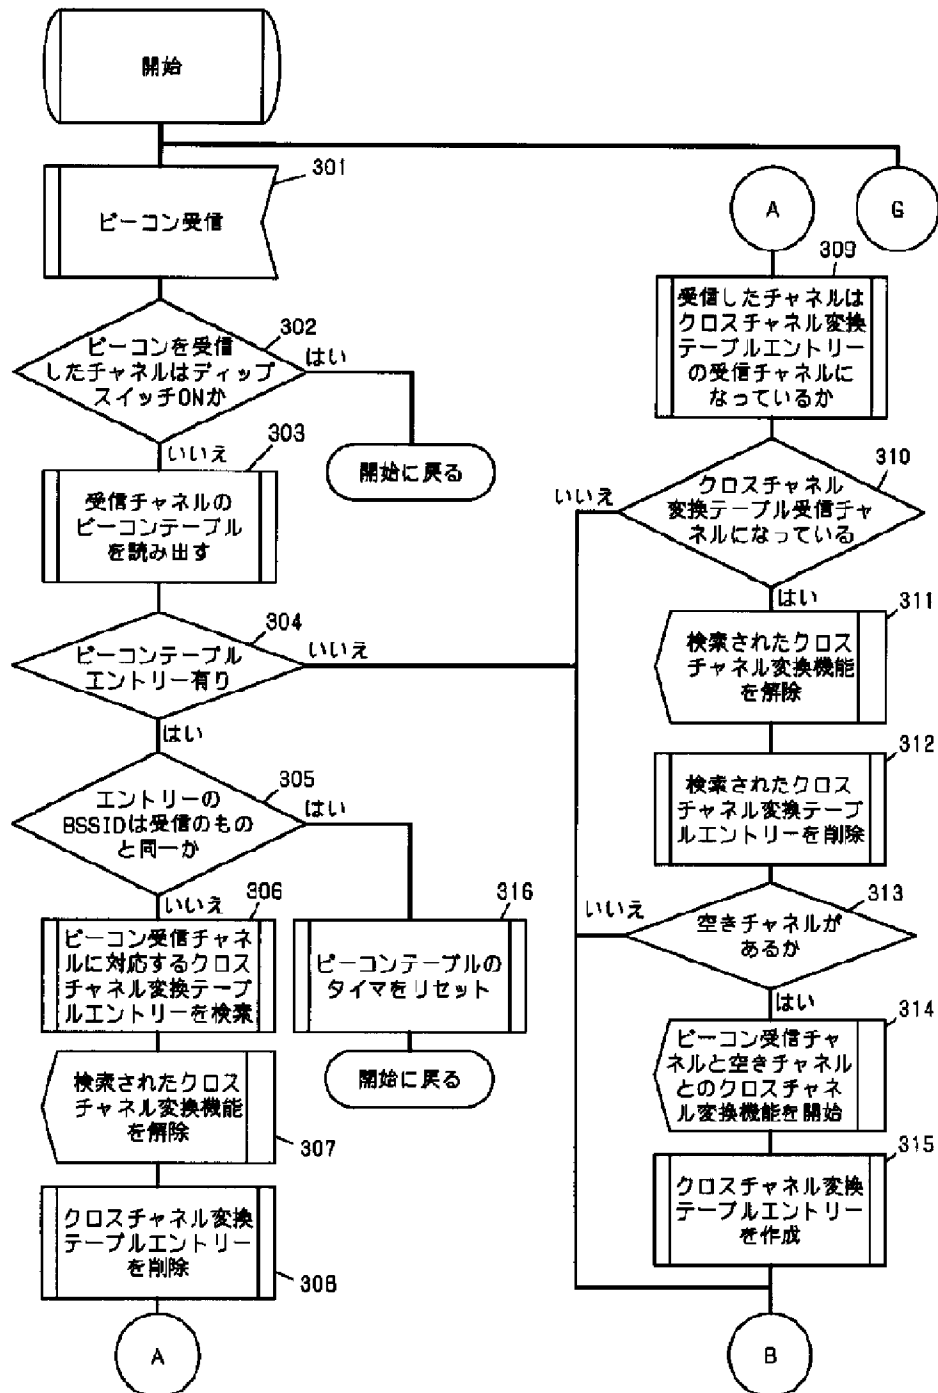 開始
301
ビーコン受信
302
ビーコンを受信
したチャネルはディップ
スイッチONか
はい
開始に戻る
いいえ
303
受信チャネルの
ビーコンテーブル
を読み出す
304
ビーコンテーブル
エントリー有り
いいえ
はい
305
エントリーの
BSSIDは受信のもの
と同一か
はい
いいえ
306
ビーコン受信チャネ
ルに対応するクロス
チャネル変換テーブ
ルエントリーを検索
316
ビーコンテーブルの
タイマをリセット
開始に戻る
検索されたクロス
チャネル変換機能
を解除
307
クロスチャネル変換
テーブルエントリー
を削除
308
A
A
G
309
受信したチャネルは
クロスチャネル変換
テーブルエントリー
の受信チャネルに
なっているか
310
クロスチャネル
変換テーブル受信チャ
ネルになっている
いいえ
はい
311
検索されたクロス
チャネル変換機能
を解除
312
検索されたクロス
チャネル変換テーブ
ルエントリーを削除
313
空きチャネルが
あるか
いいえ
はい
314
ビーコン受信チャ
ネルと空きチャネル
とのクロスチャネ
ル変換機能を開始
315
クロスチャネル変換
テーブルエントリー
を作成
B